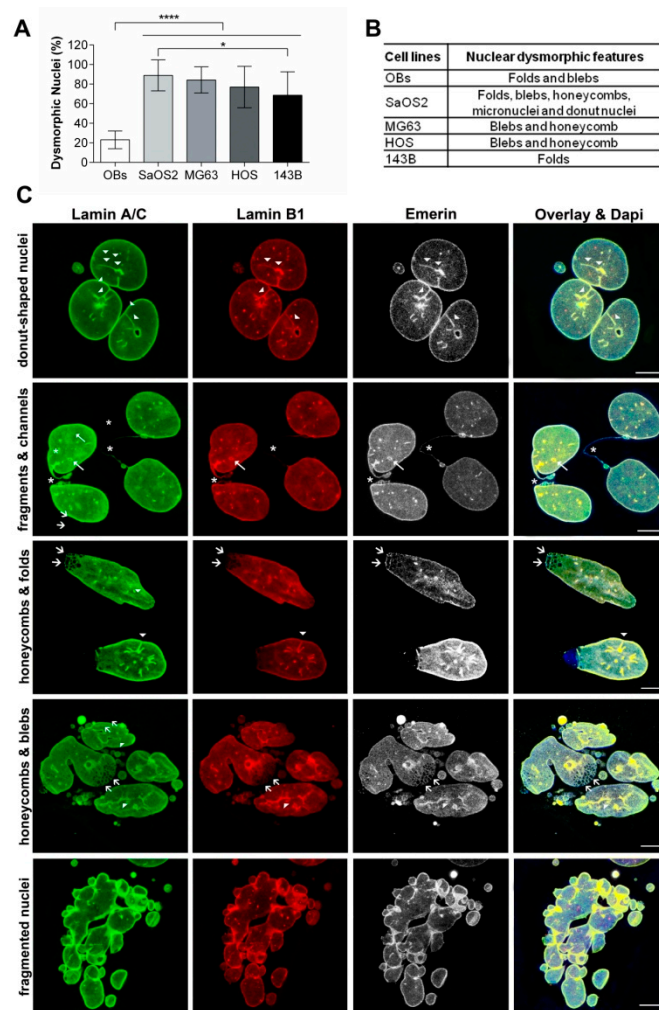 A
****
*
Dysmorphic Nuclei (%)
120
100
80
60
40
20
0
OBs SaOS2 MG63 HOS 143B
B
Cell lines Nuclear dysmorphic features
OBs Folds and blebs
SaOS2 Folds, blebs, honeycombs,
micronuclei and donut nuclei
MG63 Blebs and honeycomb
HOS Blebs and honeycomb
143B Folds
C
Lamin A/C Lamin B1 Emerin Overlay & Dapi
donut-shaped nuclei
fragments & channels
* * * * * * * * *
honeycombs & folds
honeycombs & blebs
fragmented nuclei